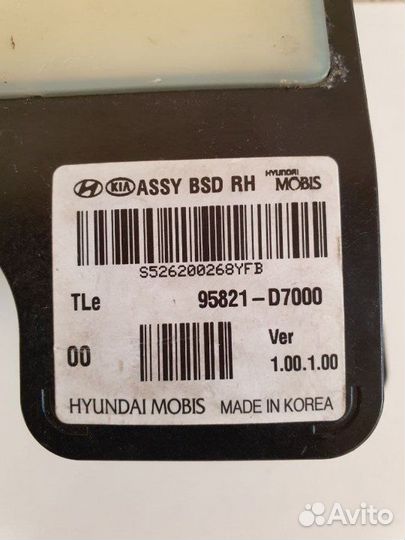 KIA ASSY BSD RH HYUNDAI MOBIS
S526200268YFB
TLe 95821-D7000
00 Ver
1.00.1.00
HYUNDAI MOBIS MADE IN KOREA
Avito